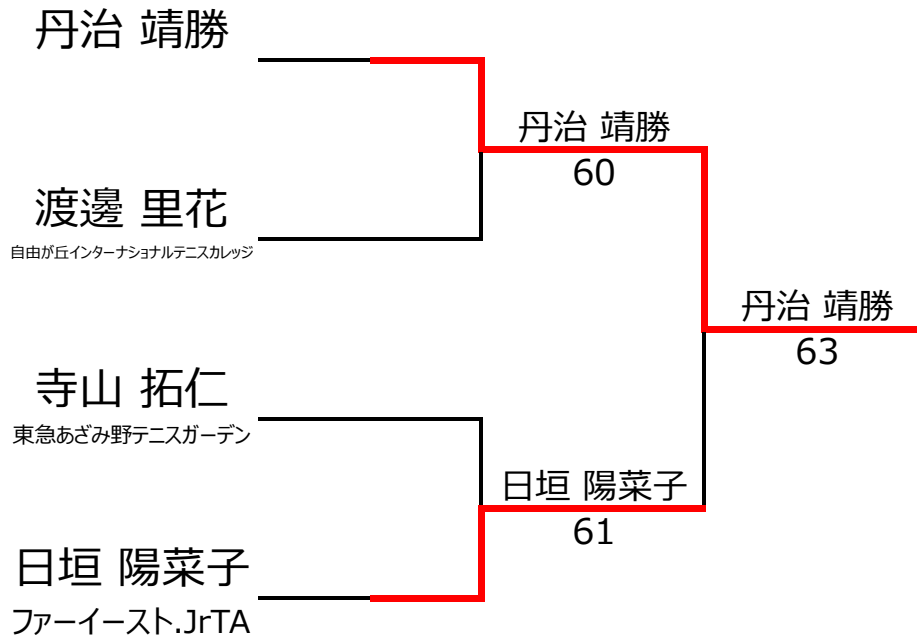 丹治 靖勝
丹治 靖勝
60
渡邊 里花
自由が丘インターナショナルテニスカレッジ
丹治 靖勝
63
寺山 拓仁
東急あざみ野テニスガーデン
日垣 陽菜子
61
日垣 陽菜子
ファーイースト.JrTA